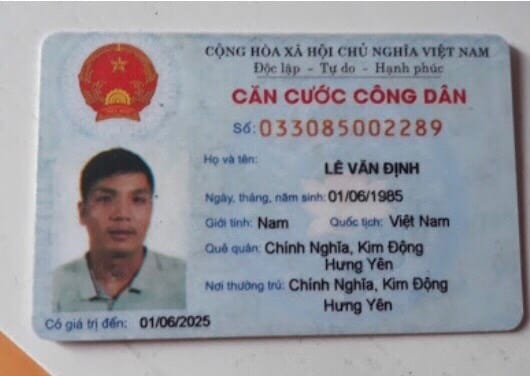 CỘNG HÒA XÃ HỘI CHỦ NGHĨA VIỆT NAM
Độc lập - Tự do - Hạnh phúc
CĂN CƯỚC CÔNG DÂN
Số: 033085002289
Họ và tên:
LÊ VĂN ĐỊNH
Ngày, tháng, năm sinh: 01/06/1985
Giới tính: Nam Quốc tịch: Việt Nam
Quê quán: Chính Nghĩa, Kim Động
Hưng Yên
Nơi thường trú: Chính Nghĩa, Kim Động
Hưng Yên
Có giá trị đến: 01/06/2025